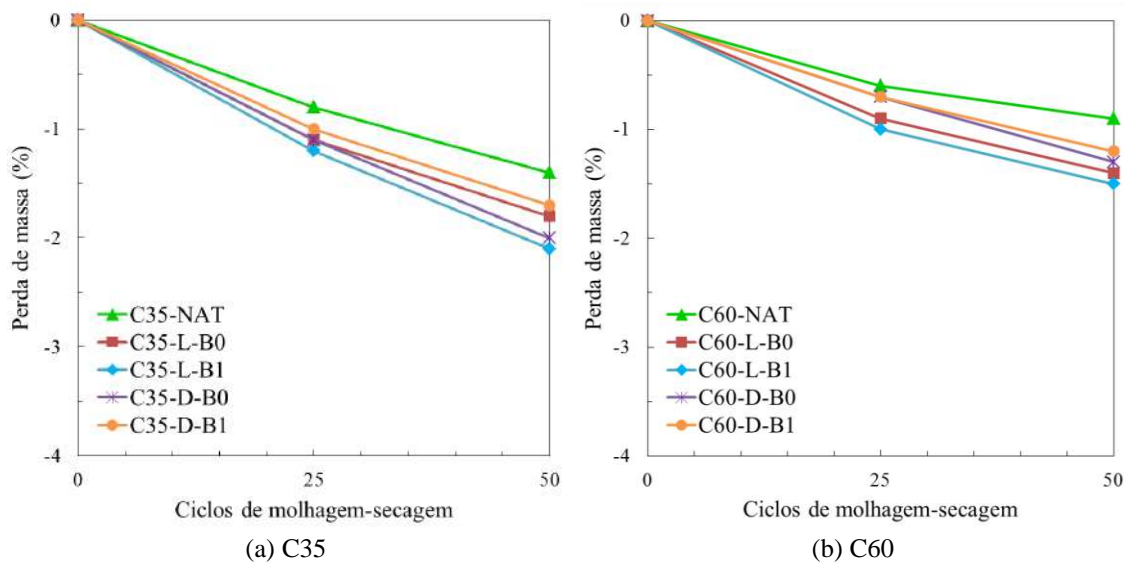 0
-1
-2
-3
-4
Perda de massa (%)
C35-NAT
C35-L-B0
C35-L-B1
C35-D-B0
C35-D-B1
0
25
50
Ciclos de molhagem-secagem
(a) C35
0
-1
-2
-3
-4
Perda de massa (%)
C60-NAT
C60-L-B0
C60-L-B1
C60-D-B0
C60-D-B1
0
25
50
Ciclos de molhagem-secagem
(b) C60